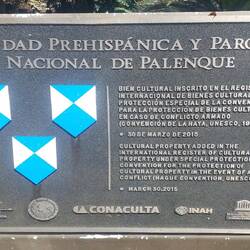 DAD PREHISPÁNICA Y PARQ
NACIONAL DE PALENQUE
BIEN CULTURAL INSCRITO EN EL REGIS
INTERNACIONAL DE BIENES CULTURAL
PROTECCIÓN ESPECIAL DE LA CONVEN
PARA LA PROTECCIÓN DE BIENES CULT
EN CASO DE CONFLICTO ARMADO
(CONVENCIÓN DE LA HAYA, UNESCO, 19
30 DE MARZO DE 2015
CULTURAL PROPERTY ADDED IN THE
INTERNATIONAL REGISTER OF CULTURAL
PROPERTY UNDER SPECIAL PROTECTION
CONVENTION FOR THE PROTECTION OF
CULTURAL PROPERTY IN THE EVENT OF A
CONFLICT (HAGUE CONVENTION, UNESCO
MARCH 30, 2015
CONACULTA INAH